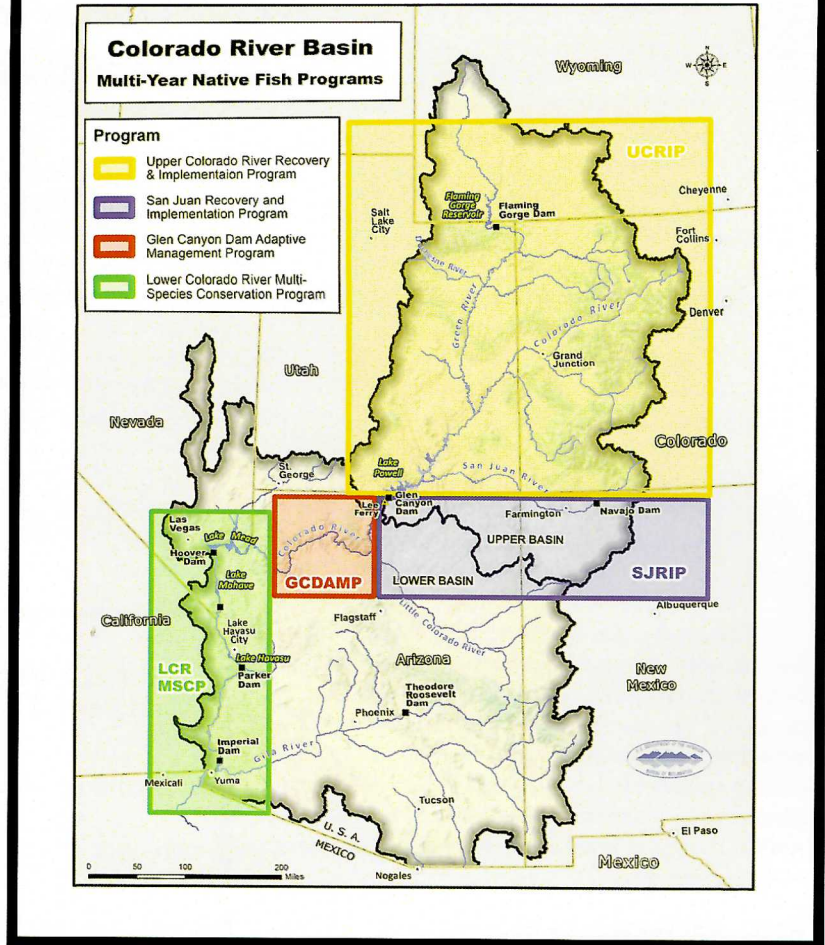 Colorado River Basin
Multi-Year Native Fish Programs
Program
Upper Colorado River Recovery
& Implementaion Program
San Juan Recovery and
Implementation Program
Glen Canyon Dam Adaptive
Management Program
Lower Colorado River Multi-
Species Conservation Program
Wyoming
N
W
E
S
UCRIP
Cheyenne
Flaming
Gorge
Reservoir
Flaming
Gorge Dam
Salt
Lake
City
Fort
Collins
River
Green River
Colorado River
Denver
Grand
Junction
Utah
Nevada
Colorado
St.
George
Lake
Powell
San Juan River
Glen
Canyon
Dam
Lee
Ferry
Farmington
Navajo Dam
Las
Vegas
Lake Mead
Hoover
Dam
Colorado River
UPPER BASIN
LOWER BASIN
GCDAMP
SJRIP
Lake
Mohave
California
Lake
Havasu
City
Flagstaff
Little Colorado River
Albuquerque
Lake Havasu
Parker
Dam
LCR
MSCP
Arizona
New
Mexico
Theodore
Roosevelt
Dam
Phoenix
Imperial
Dam
Gila River
Mexicali
Yuma
Tucson
U. S. A.
MEXICO
El Paso
Mexico
Nogales
0 50 100 200
Miles